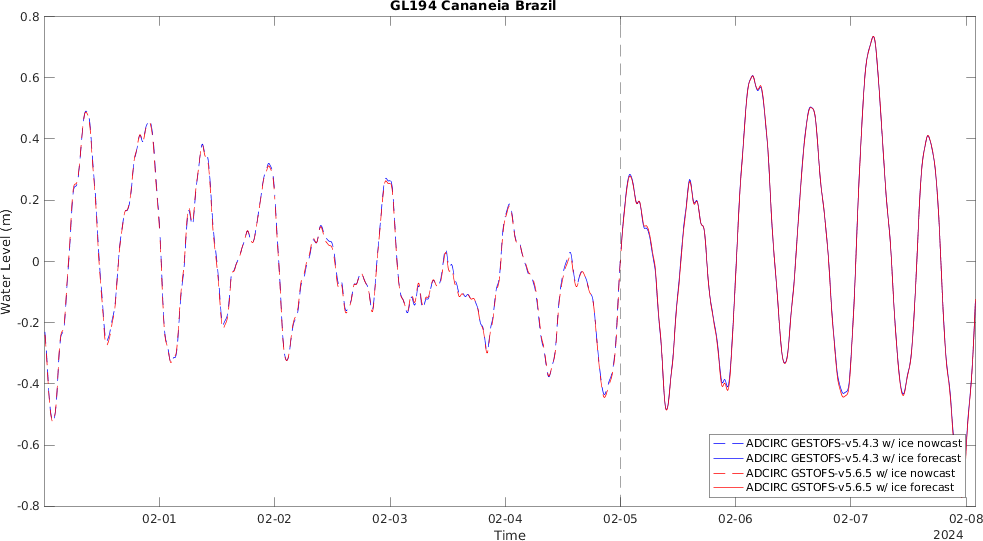 GL194 Cananeia Brazil
0.8
0.6
0.4
0.2
0
-0.2
-0.4
-0.6
-0.8
Water Level (m)
ADCIRC GESTOFS-v5.4.3 w/ ice nowcast
ADCIRC GESTOFS-v5.4.3 w/ ice forecast
ADCIRC GSTOFS-v5.6.5 w/ ice nowcast
ADCIRC GSTOFS-v5.6.5 w/ ice forecast
02-01 02-02 02-03 02-04 02-05 02-06 02-07 02-08
Time
2024